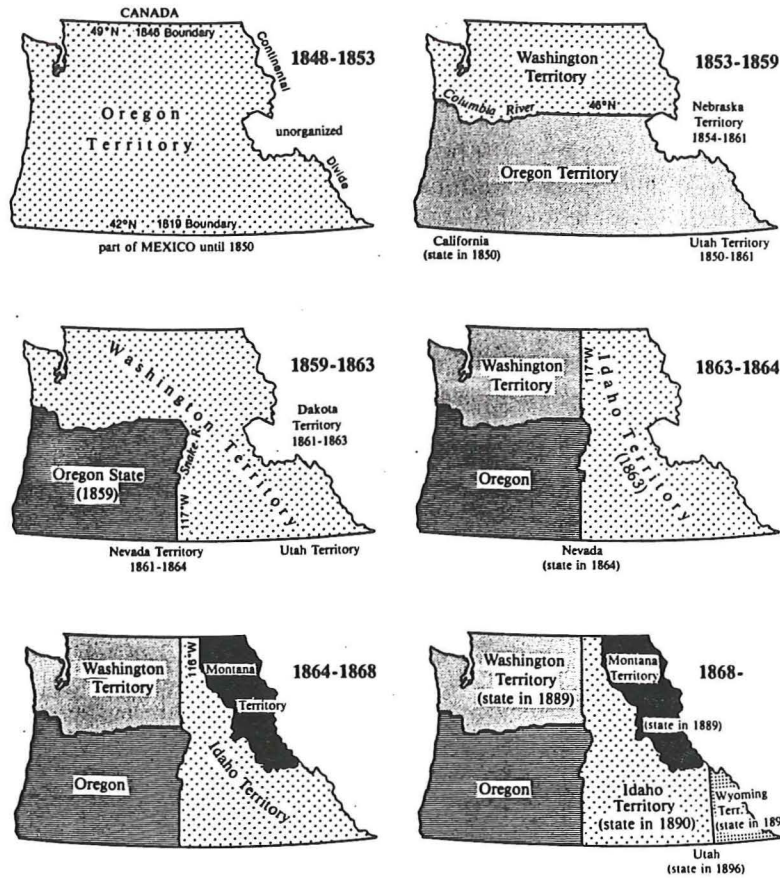 CANADA
49°N 1846 Boundary
Continental
1848-1853
Oregon
Territory
unorganized
Divide
42°N 1819 Boundary
part of MEXICO until 1850
Washington
Territory
1853-1859
Columbia River
46°N
Nebraska
Territory
1854-1861
Oregon Territory
California
(state in 1850)
Utah Territory
1850-1861
Washington Territory
1859-1863
Dakota
Territory
1861-1863
Snake R.
Oregon State
(1859)
117°W
Nevada Territory
1861-1864
Utah Territory
Washington
Territory
117°W
Idaho Territory
(1863)
1863-1864
Oregon
Nevada
(state in 1864)
Washington
Territory
116°W
Montana
Territory
1864-1868
Oregon
Idaho Territory
Washington
Territory
(state in 1889)
Montana
Territory
(state in 1889)
1868-
Oregon
Idaho
Territory
(state in 1890)
Wyoming
Terr.
(state in 189
Utah
(state in 1896)